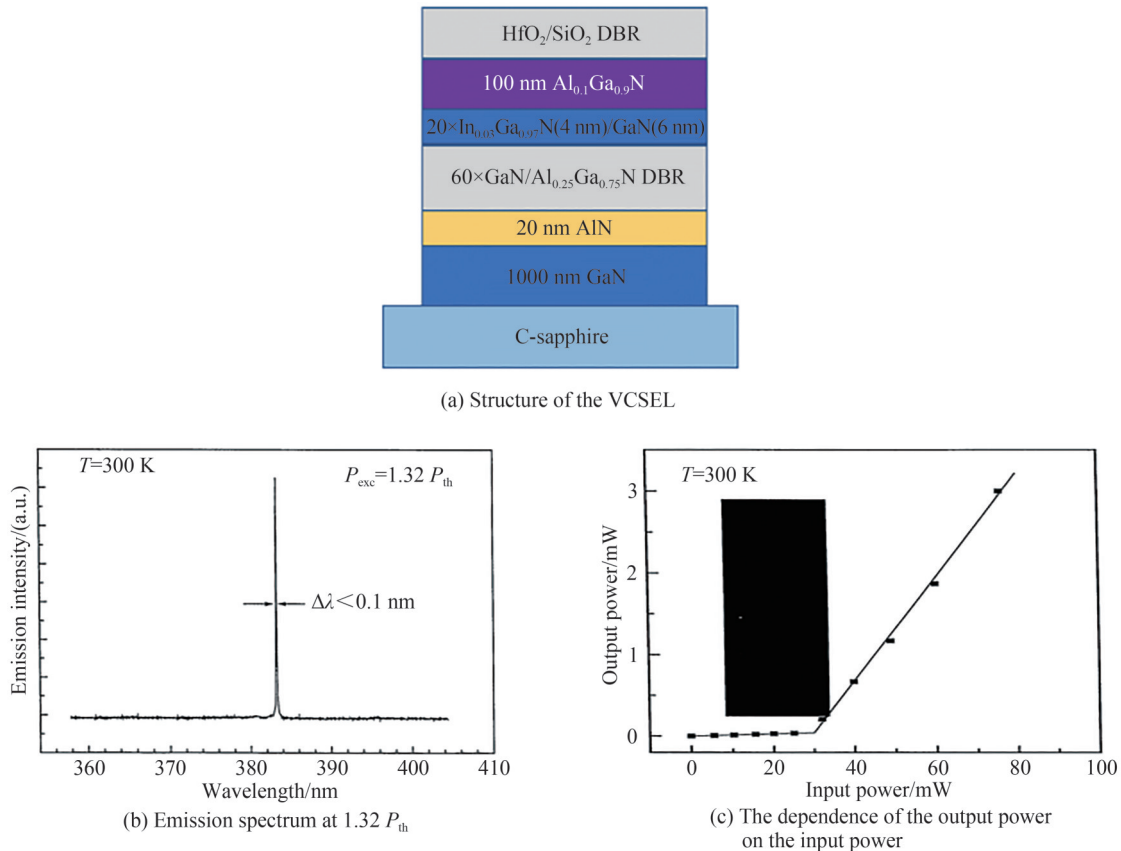 HfO₂/SiO₂ DBR
100 nm Al₀.₁Ga₀.₉N
20×In₀.₀₃Ga₀.₉₇N(4 nm)/GaN(6 nm)
60×GaN/Al₀.₂₅Ga₀.₇₅N DBR
20 nm AlN
1000 nm GaN
C-sapphire
(a) Structure of the VCSEL
T=300 K
P_exc=1.32 P_th
Δλ<0.1 nm
Emission intensity/(a.u.)
360 370 380 390 400 410
Wavelength/nm
(b) Emission spectrum at 1.32 P_th
T=300 K
3
2
1
0
Output power/mW
0 20 40 60 80 100
Input power/mW
(c) The dependence of the output power
on the input power